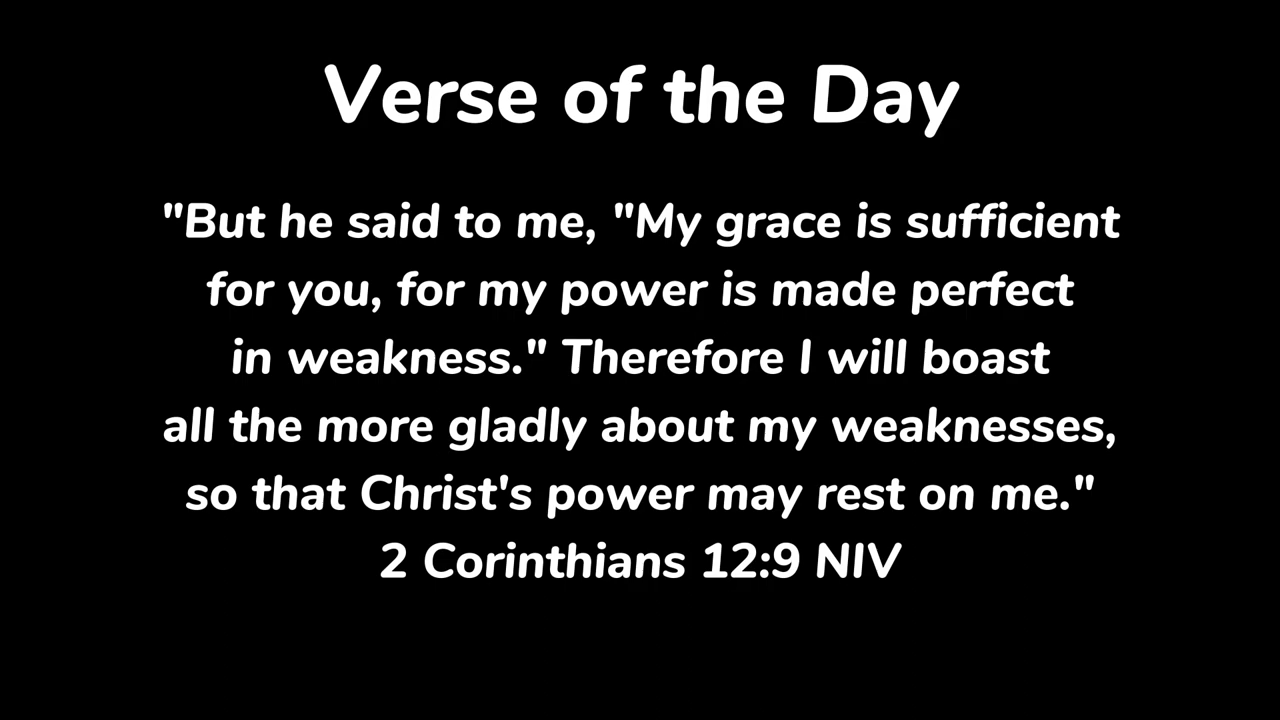 Verse of the Day
"But he said to me, "My grace is sufficient
for you, for my power is made perfect
in weakness." Therefore I will boast
all the more gladly about my weaknesses,
so that Christ's power may rest on me."
2 Corinthians 12:9 NIV